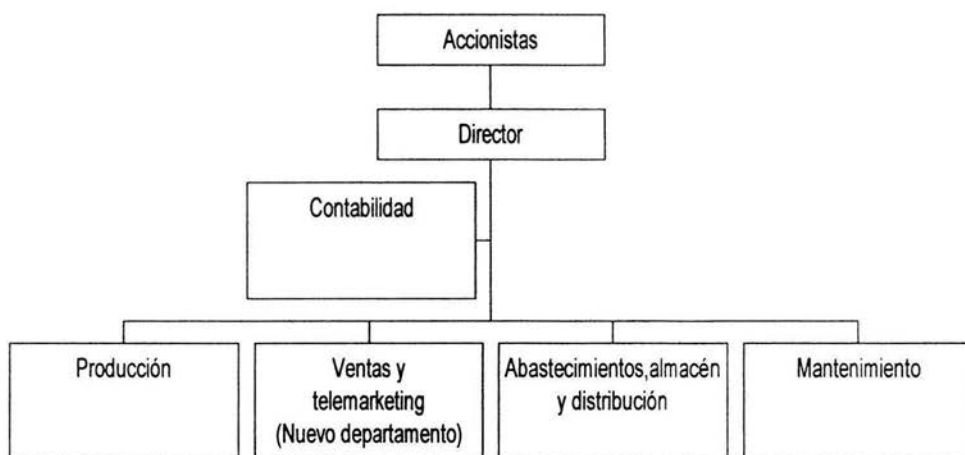 Accionistas
Director
Contabilidad
Producción
Ventas y
telemarketing
(Nuevo departamento)
Abastecimientos,almacén
y distribución
Mantenimiento